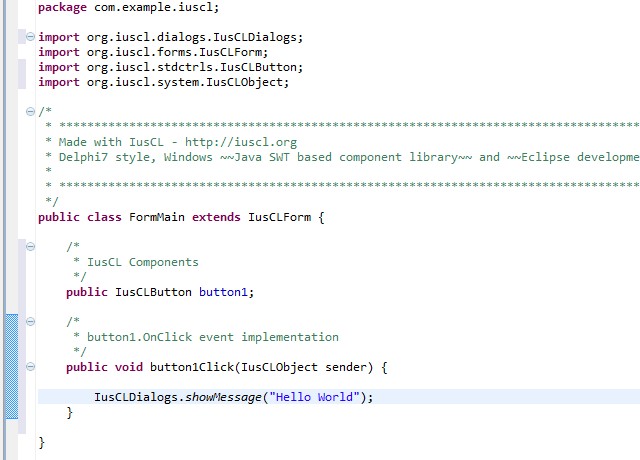 package com.example.iuscl;
import org.iuscl.dialogs.IusCLDialogs;
import org.iuscl.forms.IusCLForm;
import org.iuscl.stdctrls.IusCLButton;
import org.iuscl.system.IusCLObject;
/*
* ************************************************************************************
* Made with IusCL - http://iuscl.org
* Delphi7 style, Windows ~~Java SWT based component library~~ and ~~Eclipse developme
*
* ************************************************************************************
*/
public class FormMain extends IusCLForm {
/*
* IusCL Components
*/
public IusCLButton button1;
/*
* button1.OnClick event implementation
*/
public void button1Click(IusCLObject sender) {
IusCLDialogs.showMessage("Hello World");
}
}